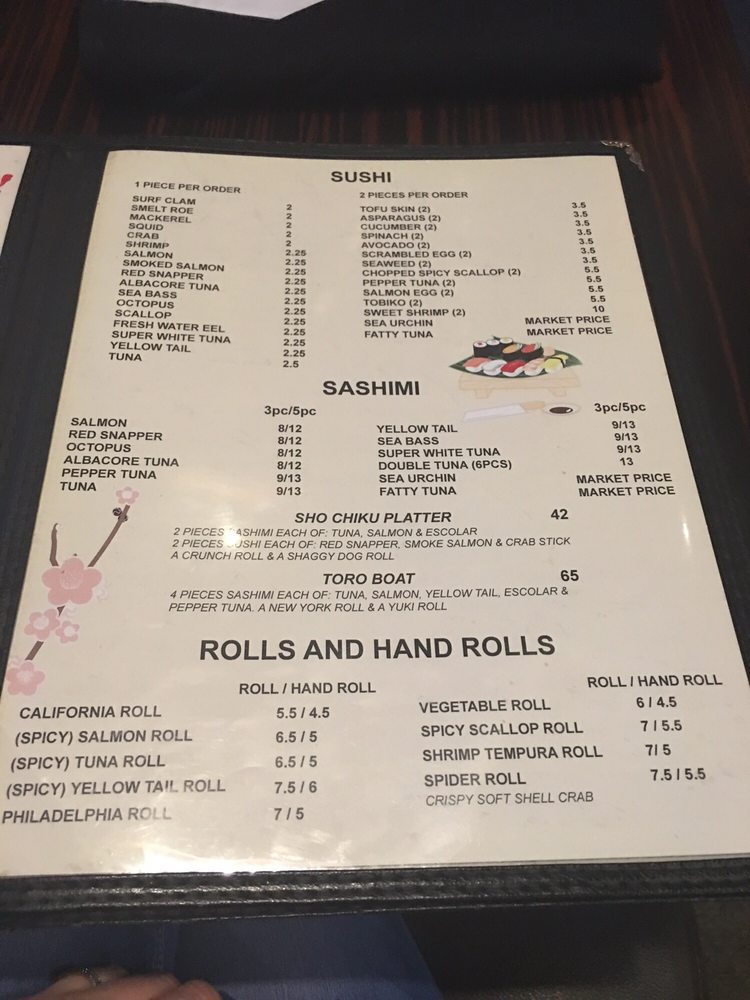 SUSHI
1 PIECE PER ORDER
SURF CLAM 2
SMELT ROE 2
MACKEREL 2
SQUID 2
CRAB 2
SHRIMP 2.25
SALMON 2.25
SMOKED SALMON 2.25
RED SNAPPER 2.25
ALBACORE TUNA 2.25
SEA BASS 2.25
OCTOPUS 2.25
SCALLOP 2.25
FRESH WATER EEL 2.25
SUPER WHITE TUNA 2.25
YELLOW TAIL 2.25
TUNA 2.5
2 PIECES PER ORDER
TOFU SKIN (2) 3.5
ASPARAGUS (2) 3.5
CUCUMBER (2) 3.5
SPINACH (2) 3.5
AVOCADO (2) 3.5
SCRAMBLED EGG (2) 3.5
SEAWEED (2) 3.5
CHOPPED SPICY SCALLOP (2) 5.5
PEPPER TUNA (2) 5.5
SALMON EGG (2) 5.5
TOBIKO (2) 5.5
SWEET SHRIMP (2) 10
SEA URCHIN MARKET PRICE
FATTY TUNA MARKET PRICE
SASHIMI
3pc/5pc
SALMON 8/12
RED SNAPPER 8/12
OCTOPUS 8/12
ALBACORE TUNA 8/12
PEPPER TUNA 9/13
TUNA 9/13
3pc/5pc
YELLOW TAIL 9/13
SEA BASS 9/13
SUPER WHITE TUNA 9/13
DOUBLE TUNA (6PCS) 13
SEA URCHIN MARKET PRICE
FATTY TUNA MARKET PRICE
SHO CHIKU PLATTER 42
2 PIECES SASHIMI EACH OF: TUNA, SALMON & ESCOLAR
2 PIECES SUSHI EACH OF: RED SNAPPER, SMOKE SALMON & CRAB STICK
A CRUNCH ROLL & A SHAGGY DOG ROLL
TORO BOAT 65
4 PIECES SASHIMI EACH OF: TUNA, SALMON, YELLOW TAIL, ESCOLAR &
PEPPER TUNA. A NEW YORK ROLL & A YUKI ROLL
ROLLS AND HAND ROLLS
ROLL / HAND ROLL
CALIFORNIA ROLL 5.5 / 4.5
(SPICY) SALMON ROLL 6.5 / 5
(SPICY) TUNA ROLL 6.5 / 5
(SPICY) YELLOW TAIL ROLL 7.5 / 6
PHILADELPHIA ROLL 7 / 5
ROLL / HAND ROLL
VEGETABLE ROLL 6 / 4.5
SPICY SCALLOP ROLL 7 / 5.5
SHRIMP TEMPURA ROLL 7/ 5
SPIDER ROLL 7.5 / 5.5
CRISPY SOFT SHELL CRAB